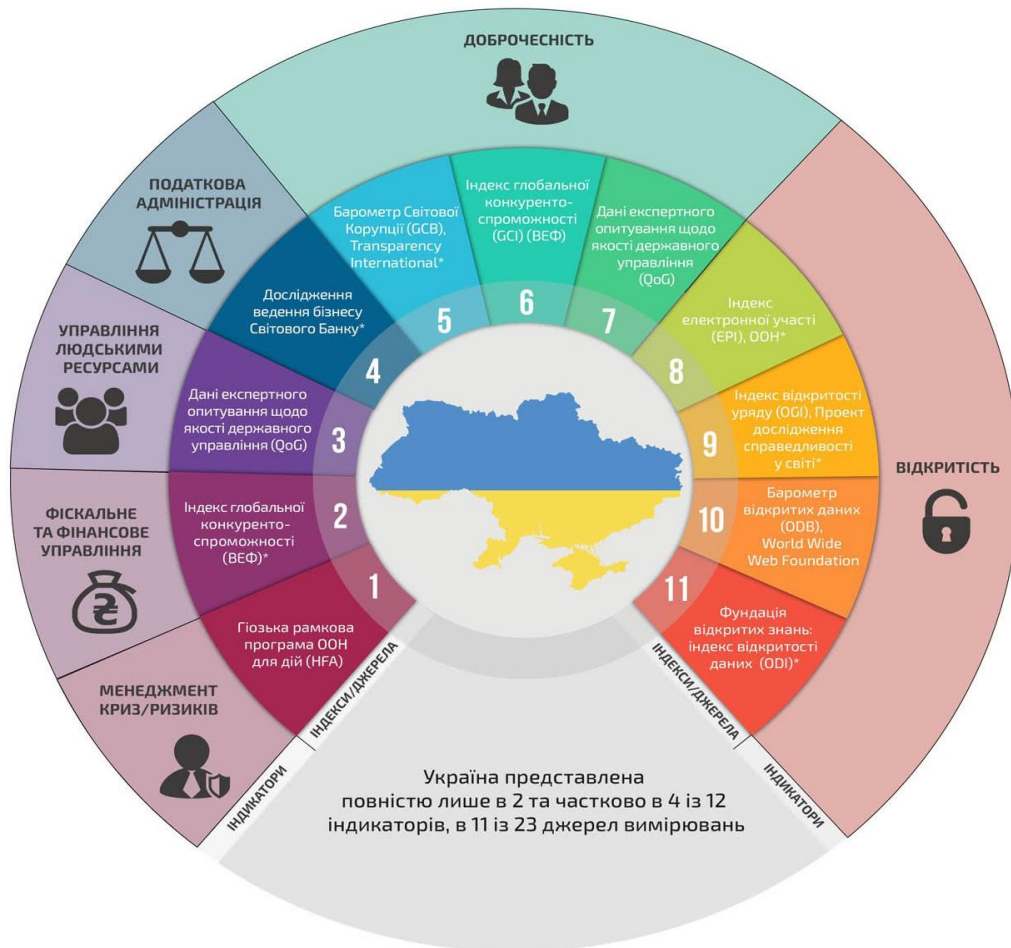 ДОБРОЧЕСНІСТЬ
ПОДАТКОВА
АДМІНІСТРАЦІЯ
УПРАВЛІННЯ
ЛЮДСЬКИМИ
РЕСУРСАМИ
ФІСКАЛЬНЕ
ТА ФІНАНСОВЕ
УПРАВЛІННЯ
₴
МЕНЕДЖМЕНТ
КРИЗ/РИЗИКІВ
ВІДКРИТІСТЬ
Гіозька рамкова
програма ООН
для дій (HFA)
1
Індекс глобальної
конкуренто-
спроможності
(ВЕФ)*
2
Дані експертного
опитування щодо
якості державного
управління (QoG)
3
Дослідження
ведення бізнесу
Світового Банку*
4
Барометр Світової
Корупції (GCB),
Transparency
International*
5
Індекс глобальної
конкуренто-
спроможності
(GCI) (ВЕФ)
6
Дані експертного
опитування щодо
якості державного
управління
(QoG)
7
Індекс
електронної участі
(EPI), ООН*
8
Індекс відкритості
уряду (OGI), Проект
дослідження
справедливості
у світі*
9
Барометр
відкритих даних
(ODB),
World Wide
Web Foundation
10
Фундація
відкритих знань:
індекс відкритості
даних (ODI)*
11
ІНДЕКСИ/ДЖЕРЕЛА
ІНДИКАТОРИ
ІНДЕКСИ/ДЖЕРЕЛА
ІНДИКАТОРИ
Україна представлена
повністю лише в 2 та частково в 4 із 12
індикаторів, в 11 із 23 джерел вимірювань